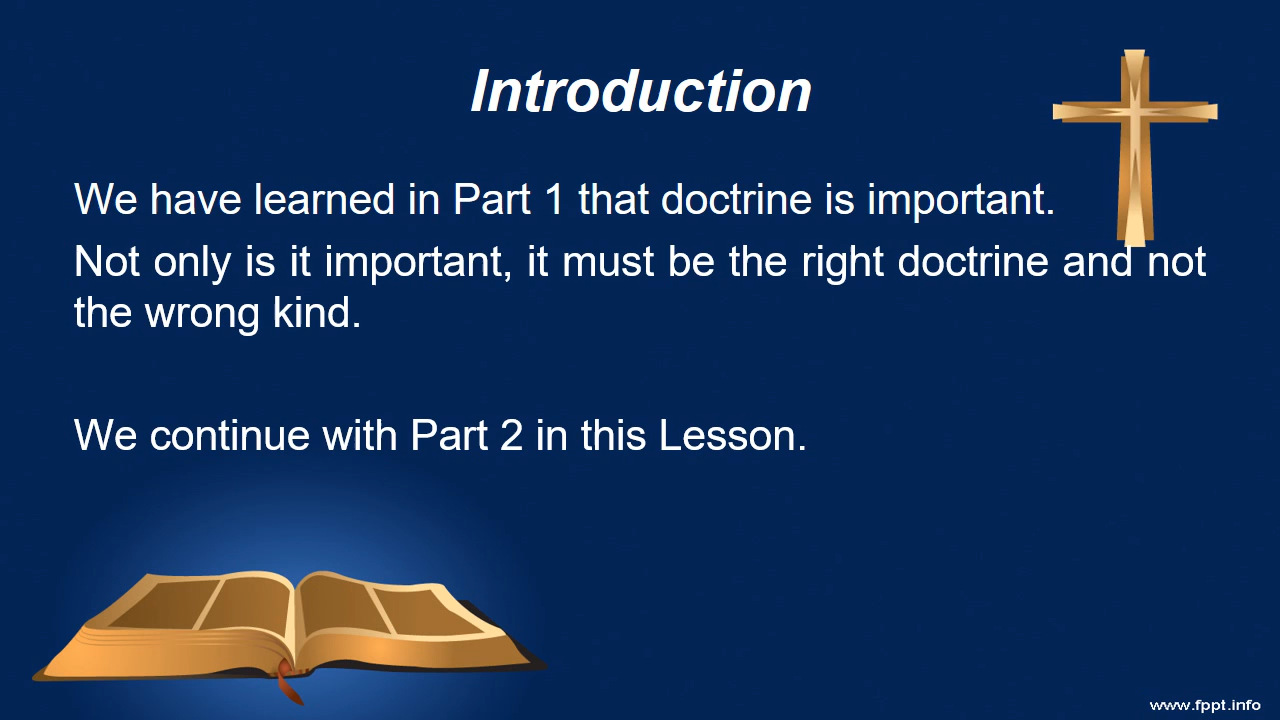 Introduction
We have learned in Part 1 that doctrine is important.
Not only is it important, it must be the right doctrine and not
the wrong kind.
We continue with Part 2 in this Lesson.
www.fppt.info